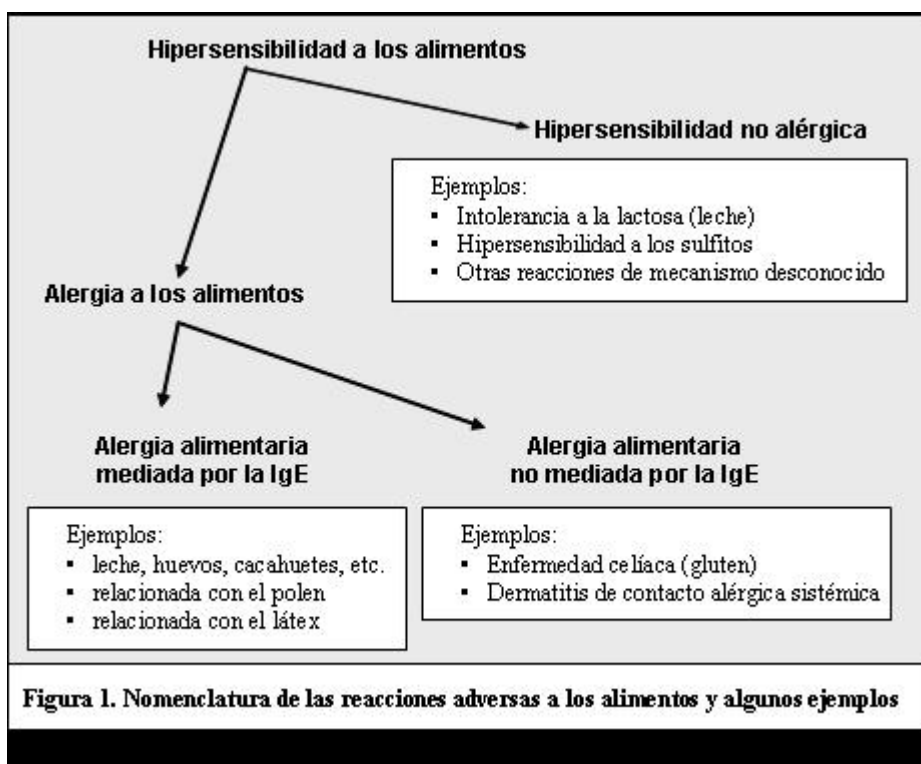 Hipersensibilidad a los alimentos
Hipersensibilidad no alérgica
Ejemplos:
▪ Intolerancia a la lactosa (leche)
▪ Hipersensibilidad a los sulfitos
▪ Otras reacciones de mecanismo desconocido
Alergia a los alimentos
Alergia alimentaria
mediada por la IgE
Ejemplos:
▪ leche, huevos, cacahuetes, etc.
▪ relacionada con el polen
▪ relacionada con el látex
Alergia alimentaria
no mediada por la IgE
Ejemplos:
▪ Enfermedad celíaca (gluten)
▪ Dermatitis de contacto alérgica sistémica
Figura 1. Nomenclatura de las reacciones adversas a los alimentos y algunos ejemplos